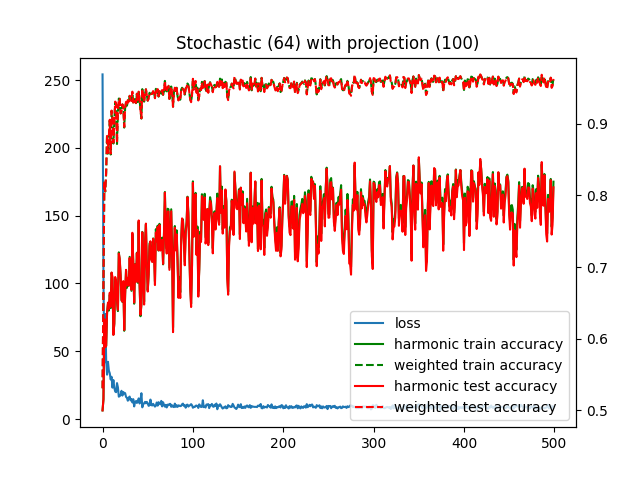 Stochastic (64) with projection (100)
250
200
150
100
50
0
0.9
0.8
0.7
0.6
0.5
loss
harmonic train accuracy
weighted train accuracy
harmonic test accuracy
weighted test accuracy
0 100 200 300 400 500